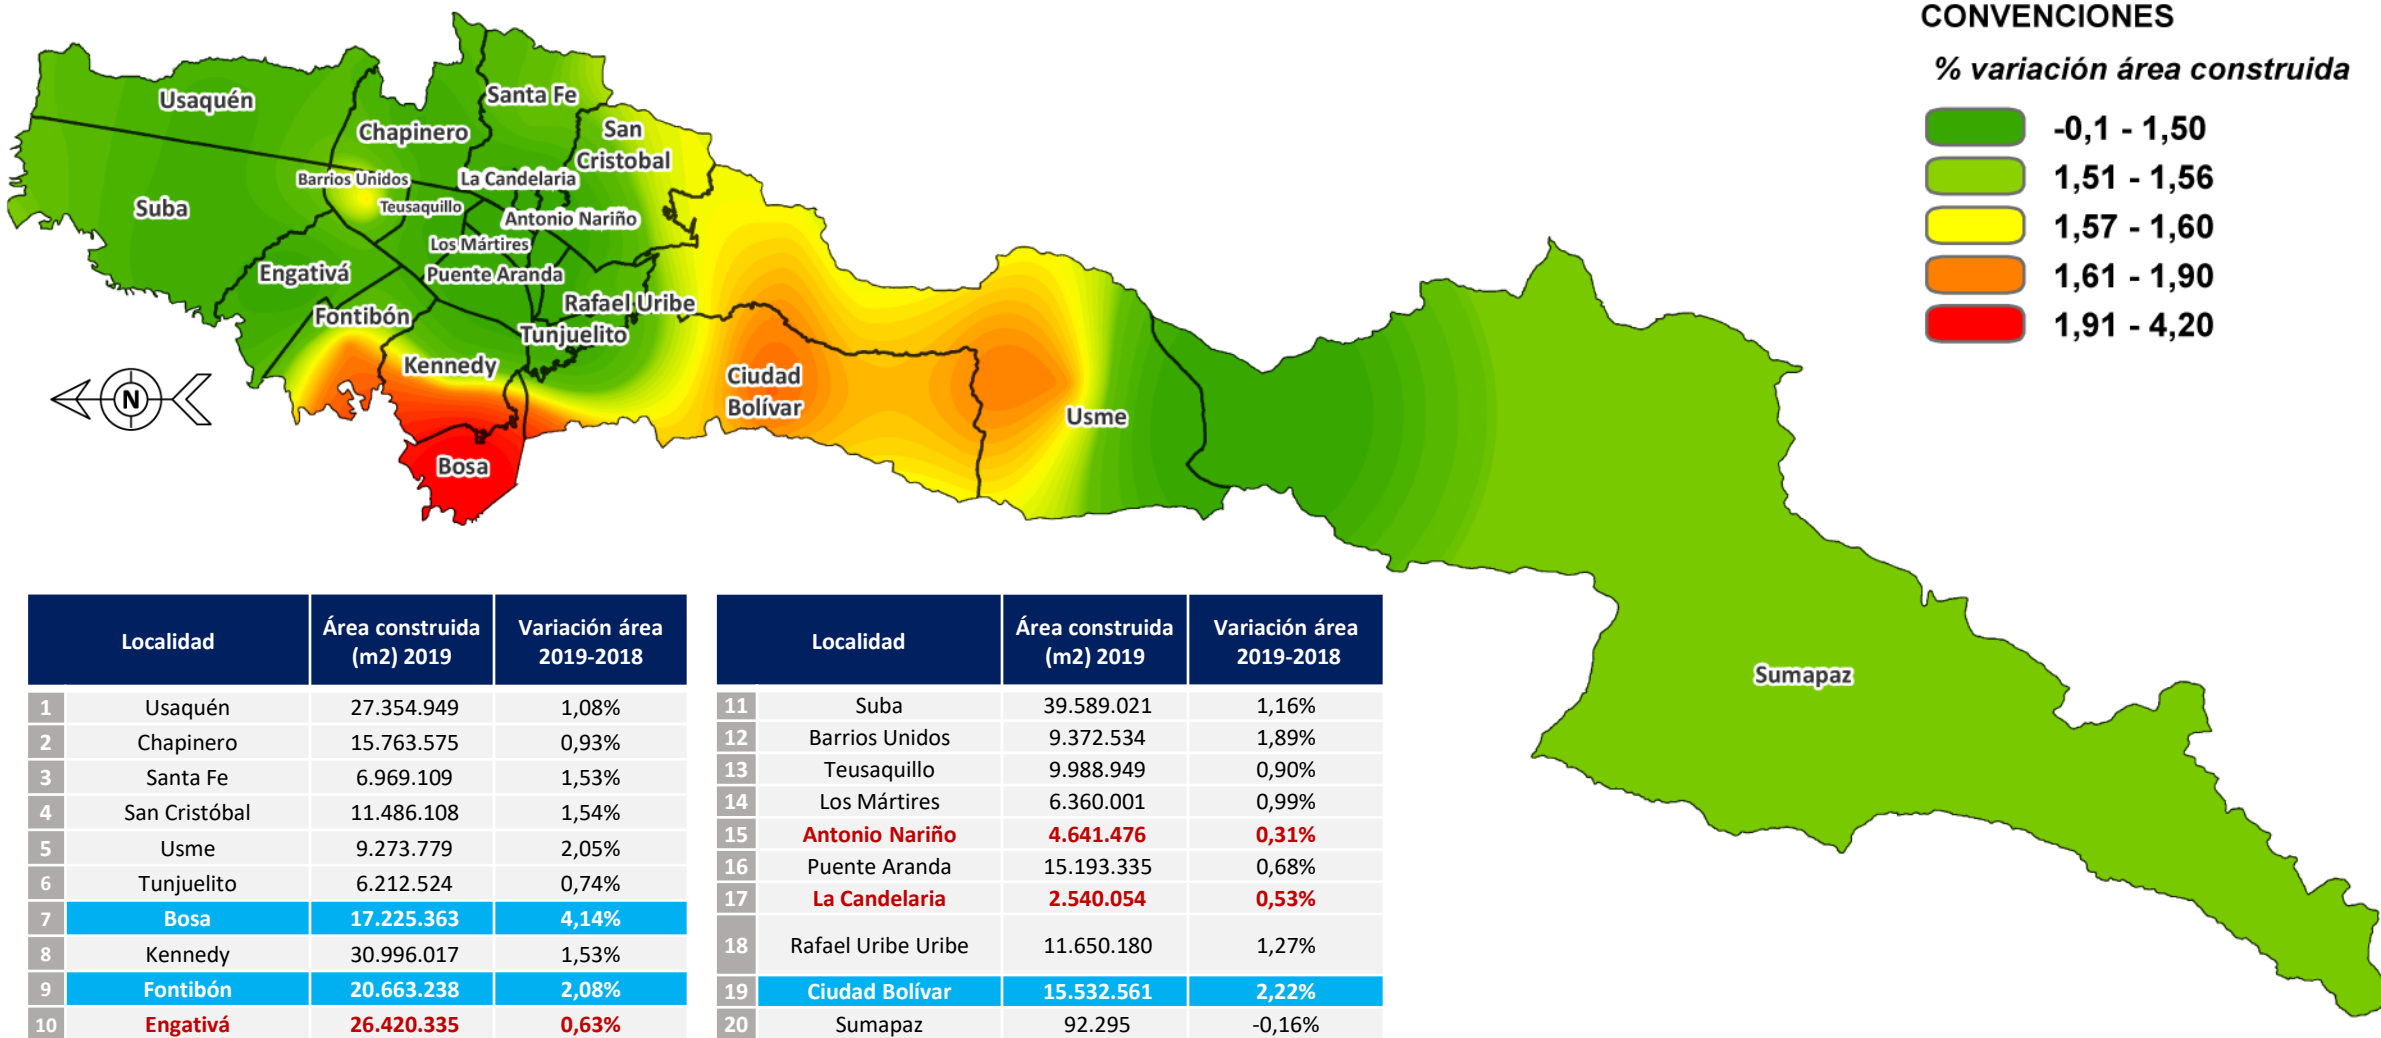 CONVENCIONES
% variación área construida
-0,1 - 1,50
1,51 - 1,56
1,57 - 1,60
1,61 - 1,90
1,91 - 4,20
Usaquén
Santa Fe
Chapinero
San
Cristobal
Barrios Unidos
La Candelaria
Suba
Teusaquillo
Antonio Nariño
Los Mártires
Engativá
Puente Aranda
Fontibón
Rafael Uribe
Tunjuelito
Kennedy
Ciudad
Bolívar
N
Usme
Bosa
Sumapaz
Localidad Área construida Variación área
(m2) 2019 2019-2018
1 Usaquén 27.354.949 1,08%
2 Chapinero 15.763.575 0,93%
3 Santa Fe 6.969.109 1,53%
4 San Cristóbal 11.486.108 1,54%
5 Usme 9.273.779 2,05%
6 Tunjuelito 6.212.524 0,74%
7 Bosa 17.225.363 4,14%
8 Kennedy 30.996.017 1,53%
9 Fontibón 20.663.238 2,08%
10 Engativá 26.420.335 0,63%
Localidad Área construida Variación área
(m2) 2019 2019-2018
11 Suba 39.589.021 1,16%
12 Barrios Unidos 9.372.534 1,89%
13 Teusaquillo 9.988.949 0,90%
14 Los Mártires 6.360.001 0,99%
15 Antonio Nariño 4.641.476 0,31%
16 Puente Aranda 15.193.335 0,68%
17 La Candelaria 2.540.054 0,53%
18 Rafael Uribe Uribe 11.650.180 1,27%
19 Ciudad Bolívar 15.532.561 2,22%
20 Sumapaz 92.295 -0,16%